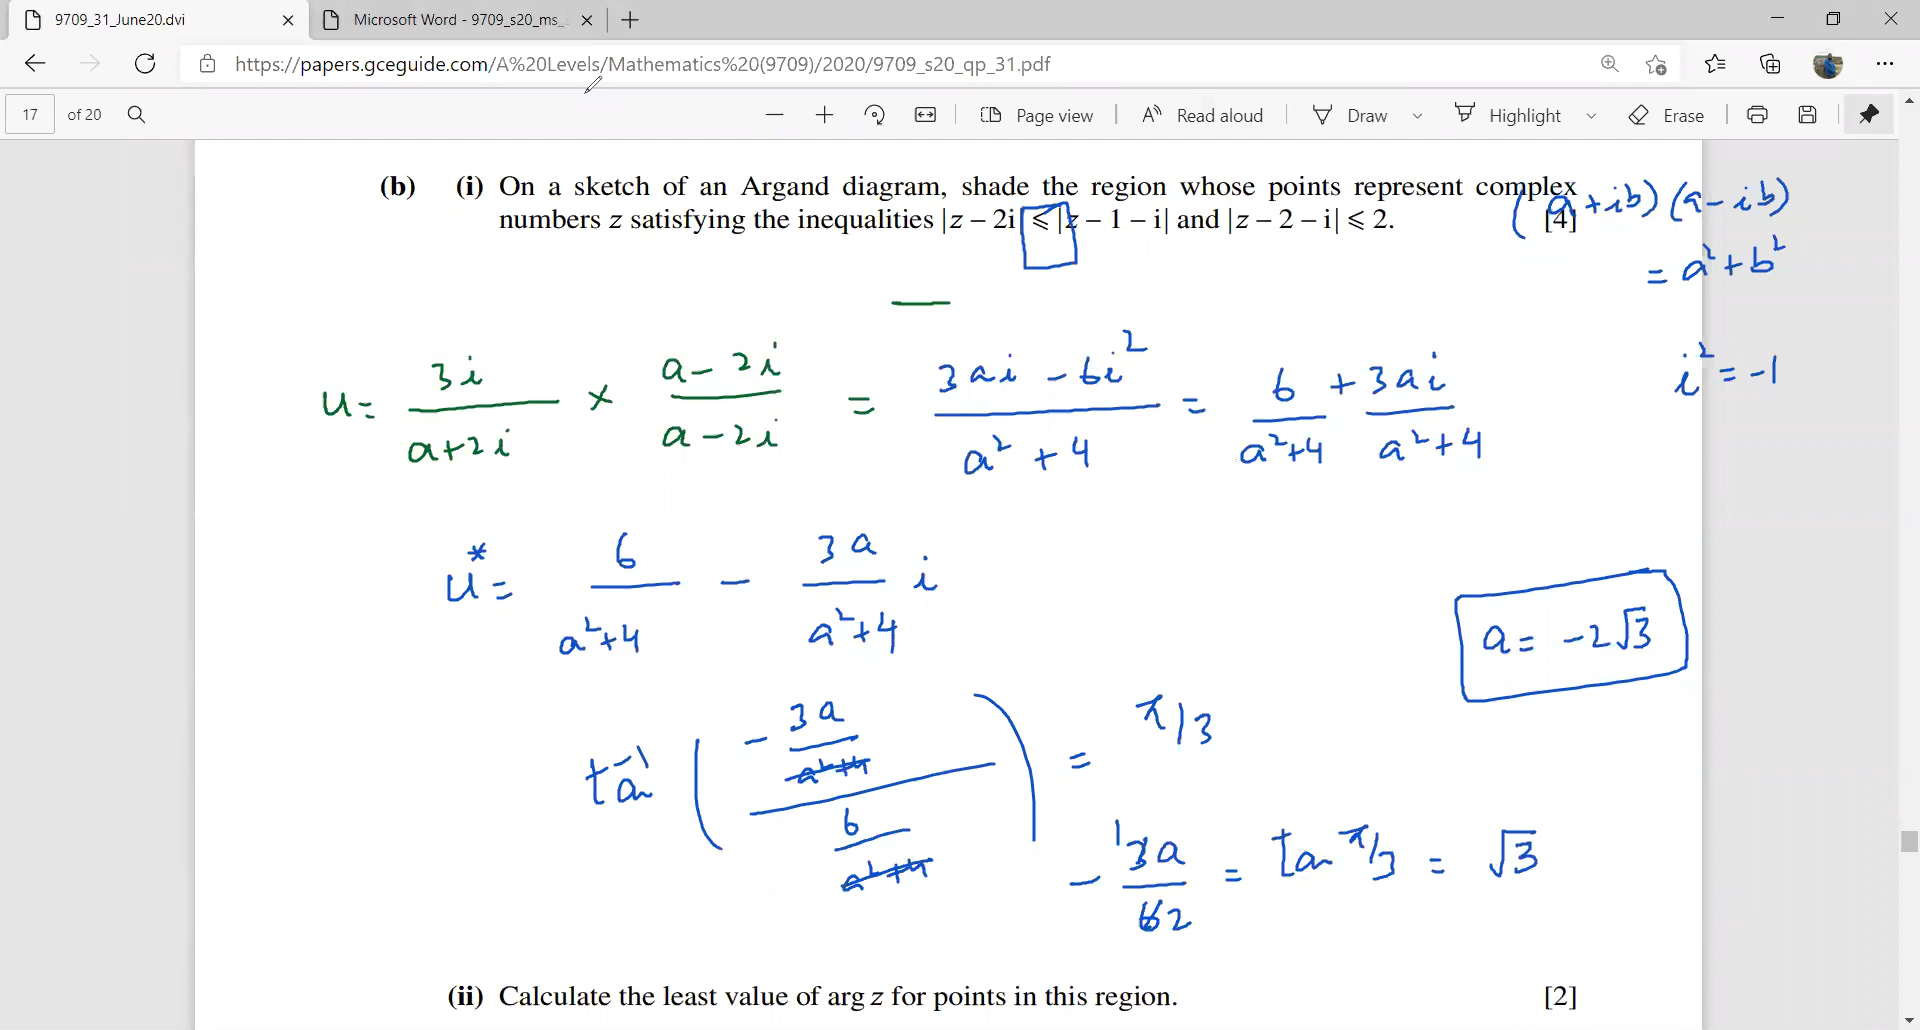 9709_31_June20.dvi
Microsoft Word - 9709_s20_ms_
https://papers.gceguide.com/A%20Levels/Mathematics%20(9709)/2020/9709_s20_qp_31.pdf
17 of 20
Page view
Read aloud
Draw
Highlight
Erase
(b) (i) On a sketch of an Argand diagram, shade the region whose points represent complex
numbers z satisfying the inequalities |z − 2i| ⩽ |z − 1 − i| and |z − 2 − i| ⩽ 2. [4]
(a+ib)(a−ib)
= a²+b²
i² = −1
u = 3i/(a+2i) × (a−2i)/(a−2i) = (3ai − 6i²)/(a² + 4) = 6/(a²+4) + 3ai/(a²+4)
u* = 6/(a²+4) − 3a/(a²+4) i
a = −2√3
tan⁻¹ ( (−3a/(a²+4)) / (6/(a²+4)) ) = π/3
− 3a/6 2 = tan π/3 = √3
(ii) Calculate the least value of arg z for points in this region. [2]